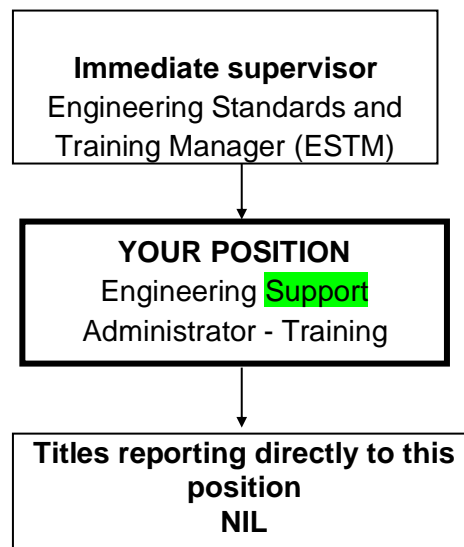 Immediate supervisor
Engineering Standards and
Training Manager (ESTM)
YOUR POSITION
Engineering Support
Administrator - Training
Titles reporting directly to this
position
NIL